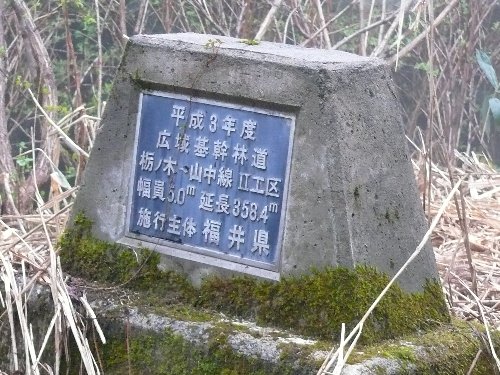 平成3年度
広域基幹林道
栃ノ木～山中線 II工区
幅員5.0m 延長358.4m
施行主体 福井県